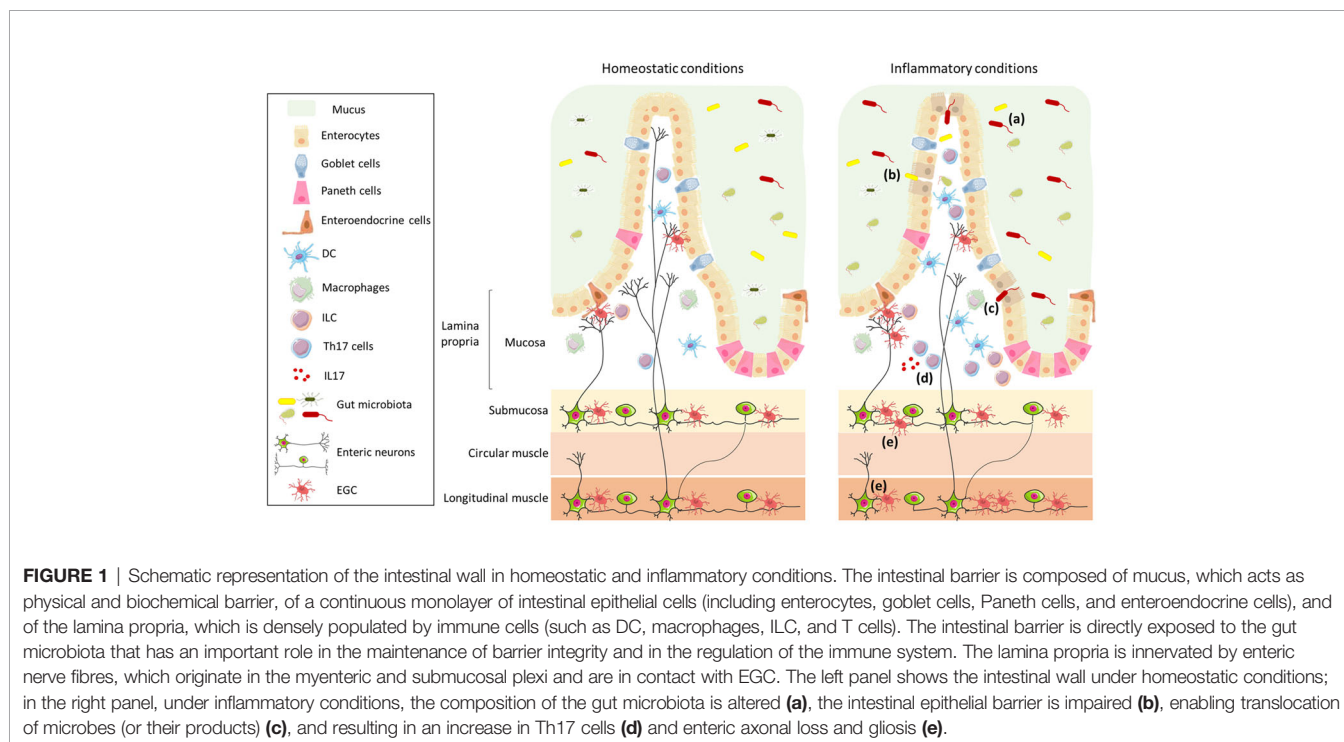 Homeostatic conditions
Inflammatory conditions
Mucus
Enterocytes
Goblet cells
Paneth cells
Enteroendocrine cells
DC
Macrophages
ILC
Th17 cells
IL17
Gut microbiota
Enteric neurons
EGC
Lamina
propria
Mucosa
Submucosa
Circular muscle
Longitudinal muscle
(a)
(b)
(c)
(d)
(e)
(e)
FIGURE 1 | Schematic representation of the intestinal wall in homeostatic and inflammatory conditions. The intestinal barrier is composed of mucus, which acts as
physical and biochemical barrier, of a continuous monolayer of intestinal epithelial cells (including enterocytes, goblet cells, Paneth cells, and enteroendocrine cells), and
of the lamina propria, which is densely populated by immune cells (such as DC, macrophages, ILC, and T cells). The intestinal barrier is directly exposed to the gut
microbiota that has an important role in the maintenance of barrier integrity and in the regulation of the immune system. The lamina propria is innervated by enteric
nerve fibres, which originate in the myenteric and submucosal plexi and are in contact with EGC. The left panel shows the intestinal wall under homeostatic conditions;
in the right panel, under inflammatory conditions, the composition of the gut microbiota is altered (a), the intestinal epithelial barrier is impaired (b), enabling translocation
of microbes (or their products) (c), and resulting in an increase in Th17 cells (d) and enteric axonal loss and gliosis (e).